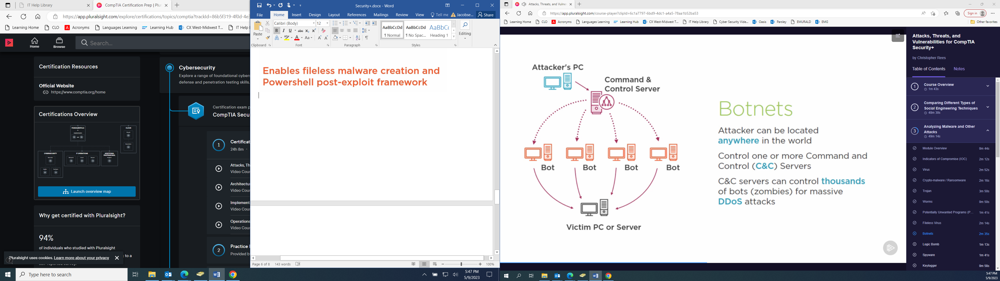 IT Help Library
CompTIA Certification Prep | Plur
https://app.pluralsight.com/explore/certifications/topics/comptia?trackId=86b5f319-4f0d-4e3
Learning Home
CLO
Acronyms
Languages Learning
Learning Hub
CX West-Midwest T...
IT Help l
Home
Browse
Search...
Certification Resources
Official Website
https://www.comptia.org/home
Certifications Overview
FUNDAMENTALS
CLOUD
CYBERSECURITY
IT OPERATIONS
ADDITIONAL
PROFESSIONAL
Launch overview map
Why get certified with Pluralsight?
94%
of individuals who studied with Pluralsight
) to a
Pluralsight uses cookies. Learn more about your privacy
Cybersecurity
Explore a range of foundational cybers
defense and penetration testing skills.
Certification exam p
CompTIA Secu
1
Certificat
24h 8m ·
Attacks, Th
Video Cour
Architectur
Video Cour
Implement
Video Cour
Operations
Video Cour
2
Practice
Provided b
Security+.docx - Word
File
Home
Insert
Design
Layout
References
Mailings
Review
View
Tell me
Jacobse...
Share
Paste
Clipboard
Calibri (Body)
12
B I U abc X₂ X²
Aa
Font
Paragraph
AaBbCcDd
¶ Normal
AaBbCcDd
¶ No Spac...
AaBbCc
Heading 1
Styles
Editing
Enables fileless malware creation and
Powershell post-exploit framework
Page 6 of 8
143 words
100%
Type here to search
5:47 PM
5/9/2023
Attacks, Threats, and Vulne
https://app.pluralsight.com/course-player?clipId=6c1a7797-6bd9-4dc1-a4a5-78aa1b52ba53
Sign in
Learning Home
CLO
Acronyms
Languages Learning
Learning Hub
CX West-Midwest T...
IT Help Library
Cyber Security Vide...
Oasis
Parsley
EMURALD
EMG
Other favorites
Attacker's PC
Command &
Control Server
Bot
Bot
Bot
Bot
Victim PC or Server
Botnets
Attacker can be located
anywhere in the world
Control one or more Command and
Control (C&C) Servers
C&C servers can control thousands
of bots (zombies) for massive
DDoS attacks
Attacks, Threats, and
Vulnerabilities for CompTIA
Security+
by Christopher Rees
Table of Contents
Notes
1
Course Overview
1m 43s
2
Comparing Different Types of
Social Engineering Techniques
48m 30s
3
Analyzing Malware and Other
Attacks
49m 14s
Module Overview
0m 44s
Indicators of Compromise (IOC)
2m 12s
Virus
2m 52s
Crypto-malware / Ransomware
2m 16s
Trojan
3m 50s
Worms
0m 50s
Potentially Unwanted Programs (P...
1m 41s
Fileless Virus
2m 14s
Botnets
2m 35s
Logic Bomb
1m 13s
Spyware
1m 41s
Keylogger
0m 58s
5:47 PM
5/9/2023